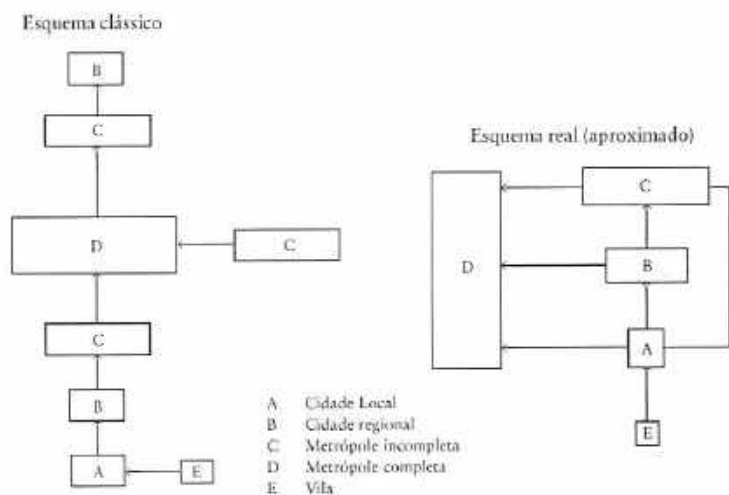 Esquema clássico
B
C
D
C
C
B
A
E
Esquema real (aproximado)
C
D
B
A
E
A Cidade Local
B Cidade regional
C Metrópole incompleta
D Metrópole completa
E Vila